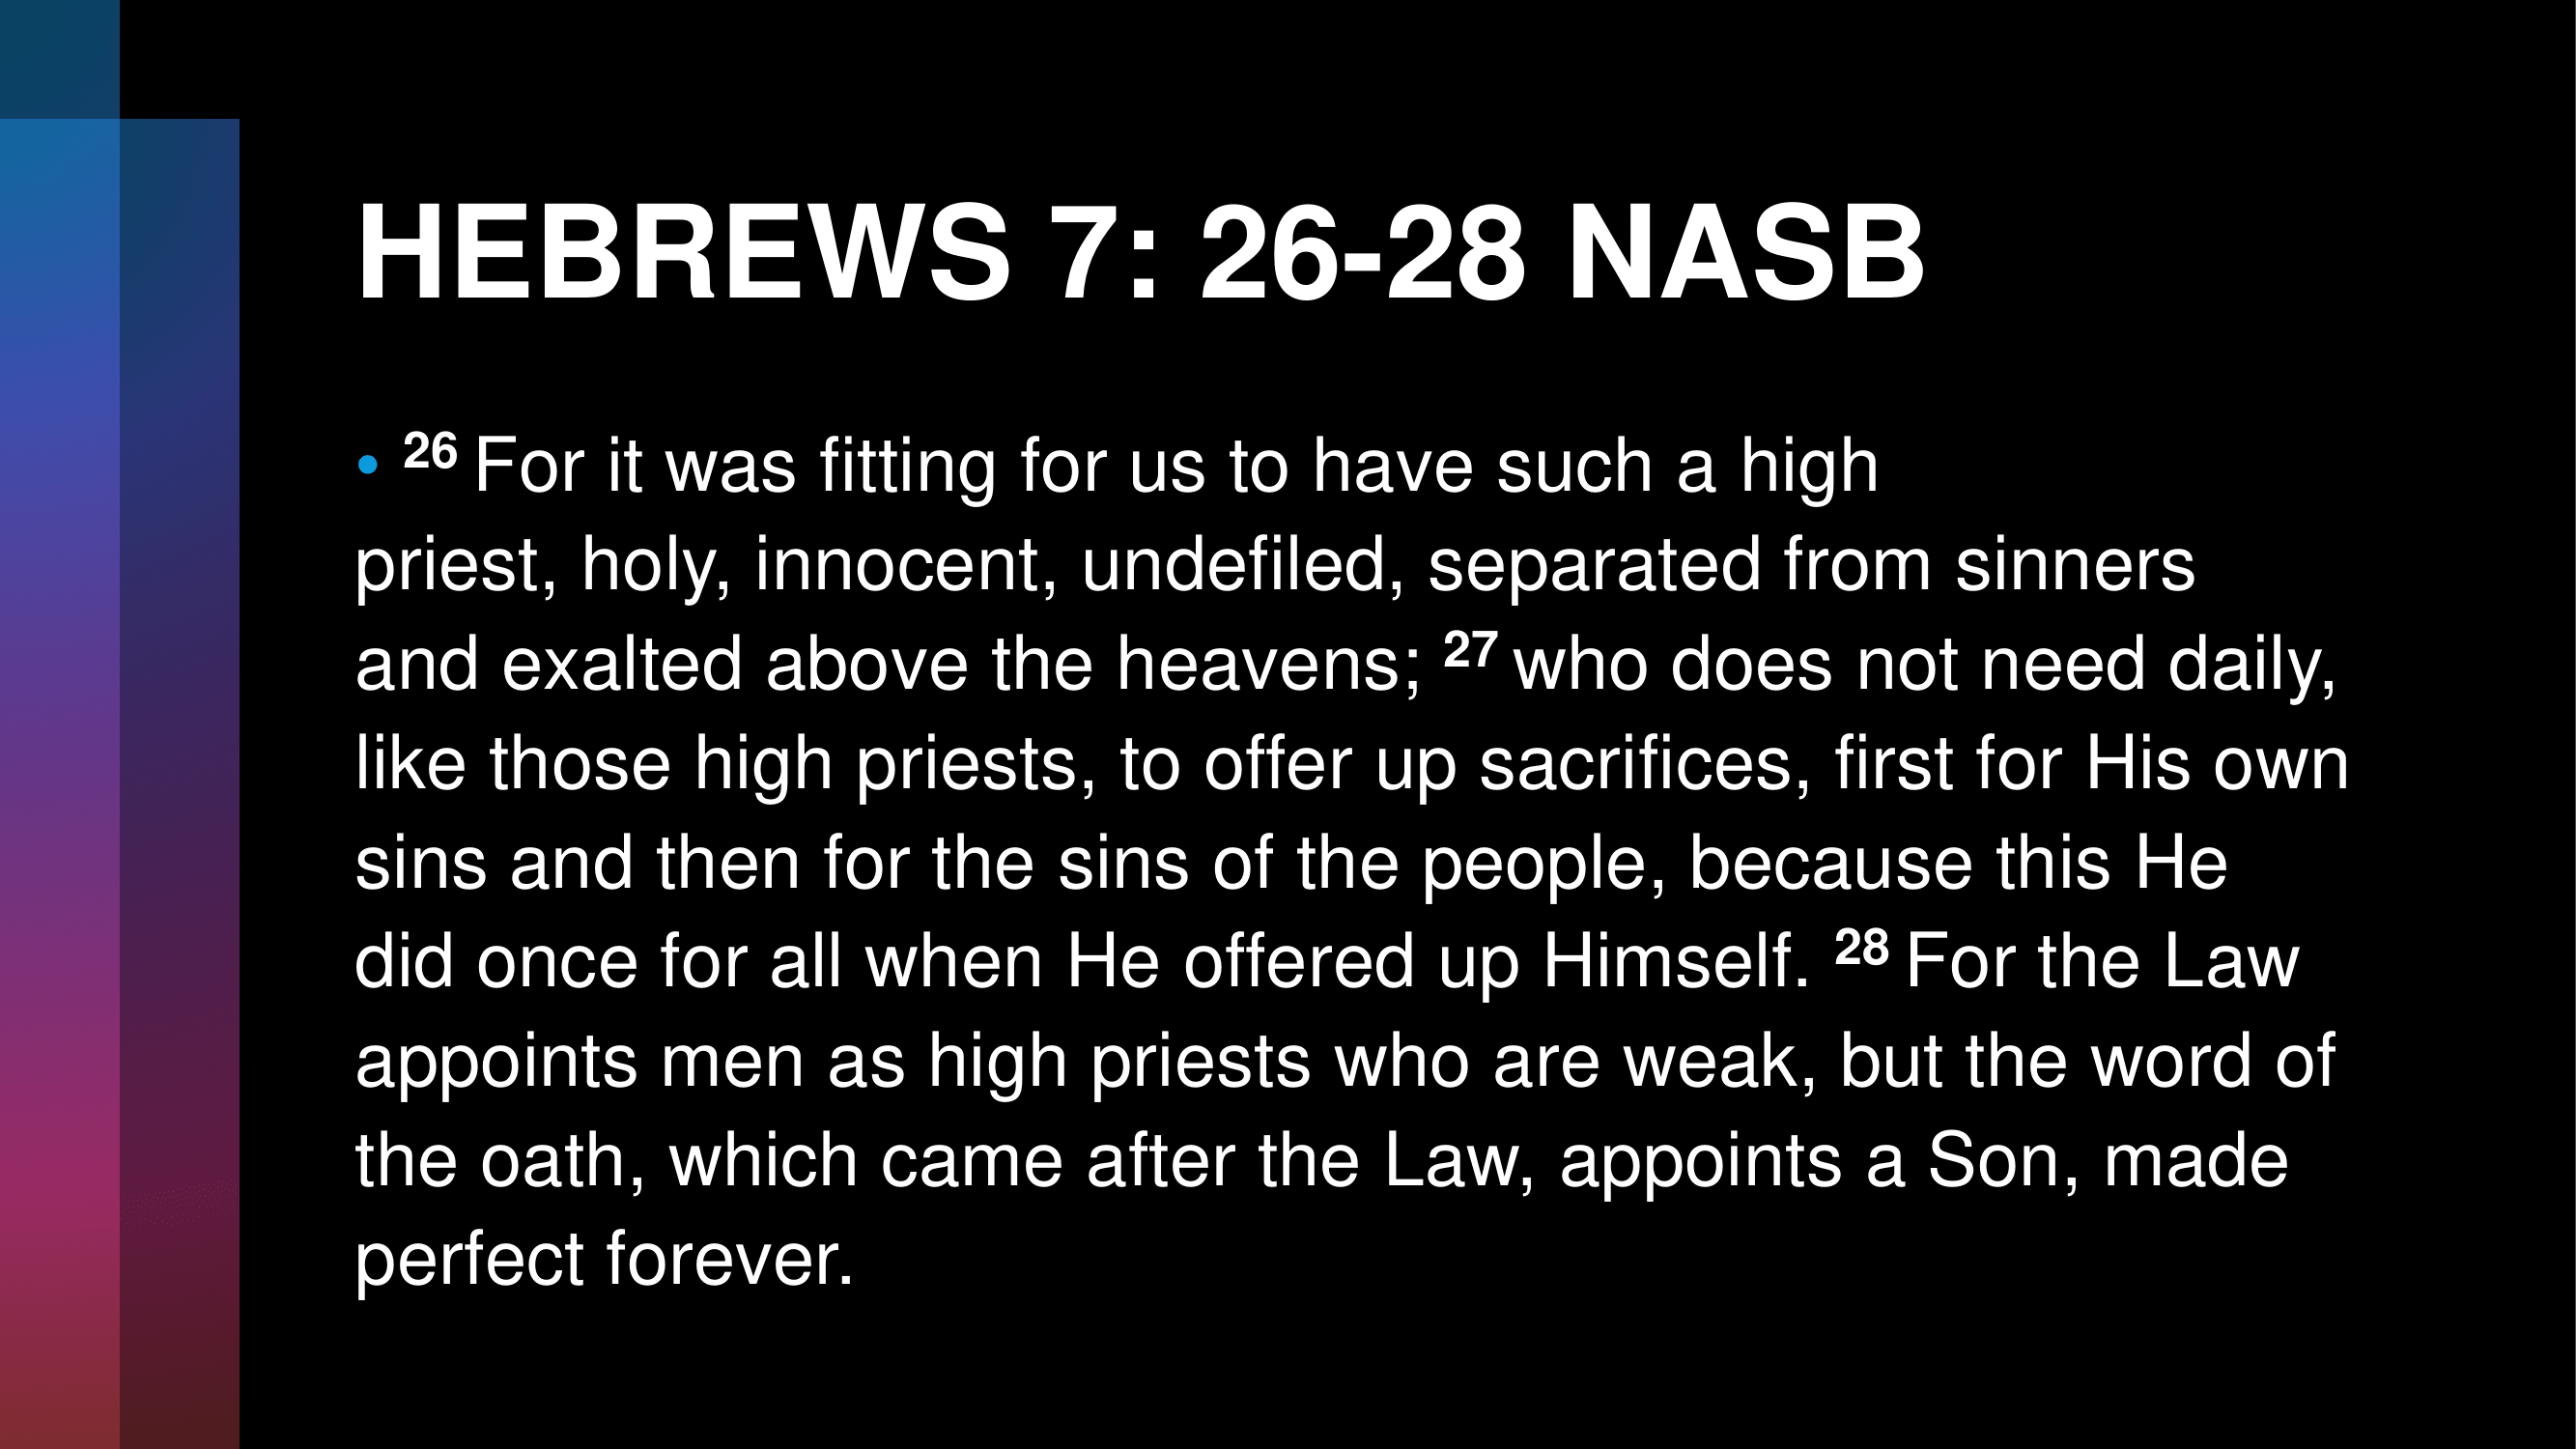 HEBREWS 7: 26-28 NASB
• 26 For it was fitting for us to have such a high
priest, holy, innocent, undefiled, separated from sinners
and exalted above the heavens; 27 who does not need daily,
like those high priests, to offer up sacrifices, first for His own
sins and then for the sins of the people, because this He
did once for all when He offered up Himself. 28 For the Law
appoints men as high priests who are weak, but the word of
the oath, which came after the Law, appoints a Son, made
perfect forever.